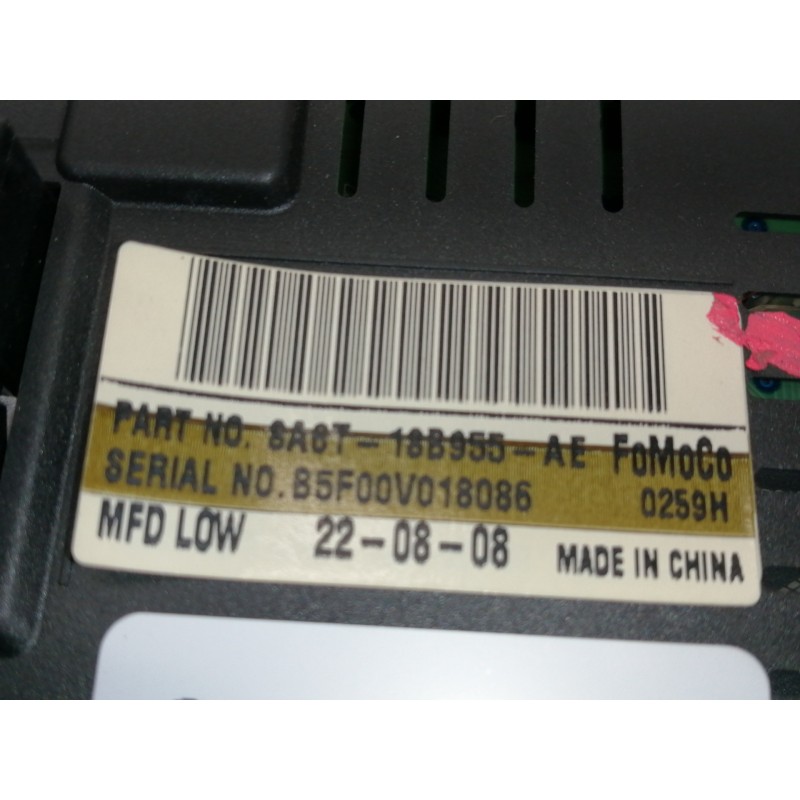 PART NO. 8A6T-18B955-AE FoMoCo
SERIAL NO. B5F00V018086 0259H
MFD LOW 22-08-08 MADE IN CHINA